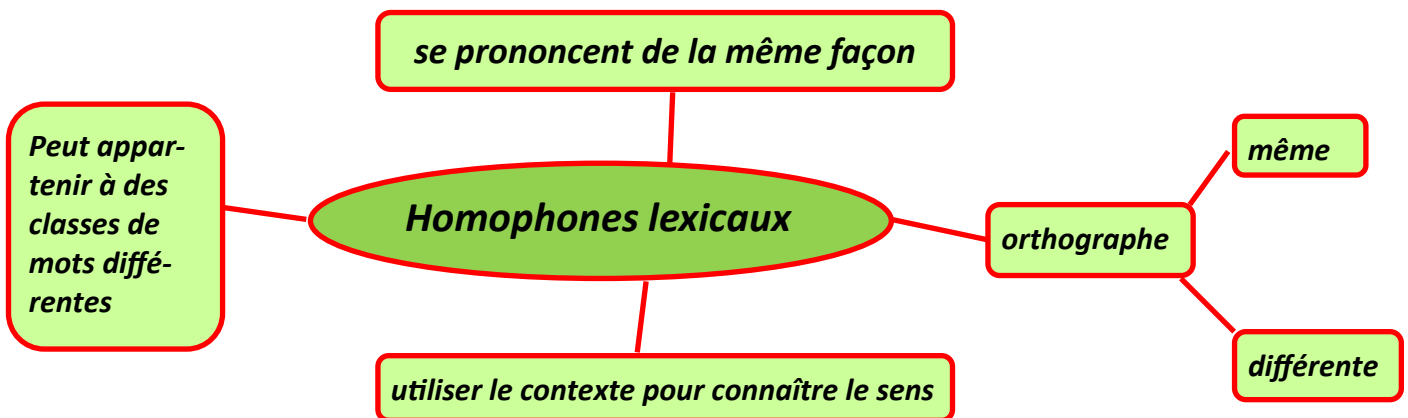 se prononcent de la même façon
Peut appar-
tenir à des
classes de
mots diffé-
rentes
Homophones lexicaux
orthographe
même
différente
utiliser le contexte pour connaître le sens